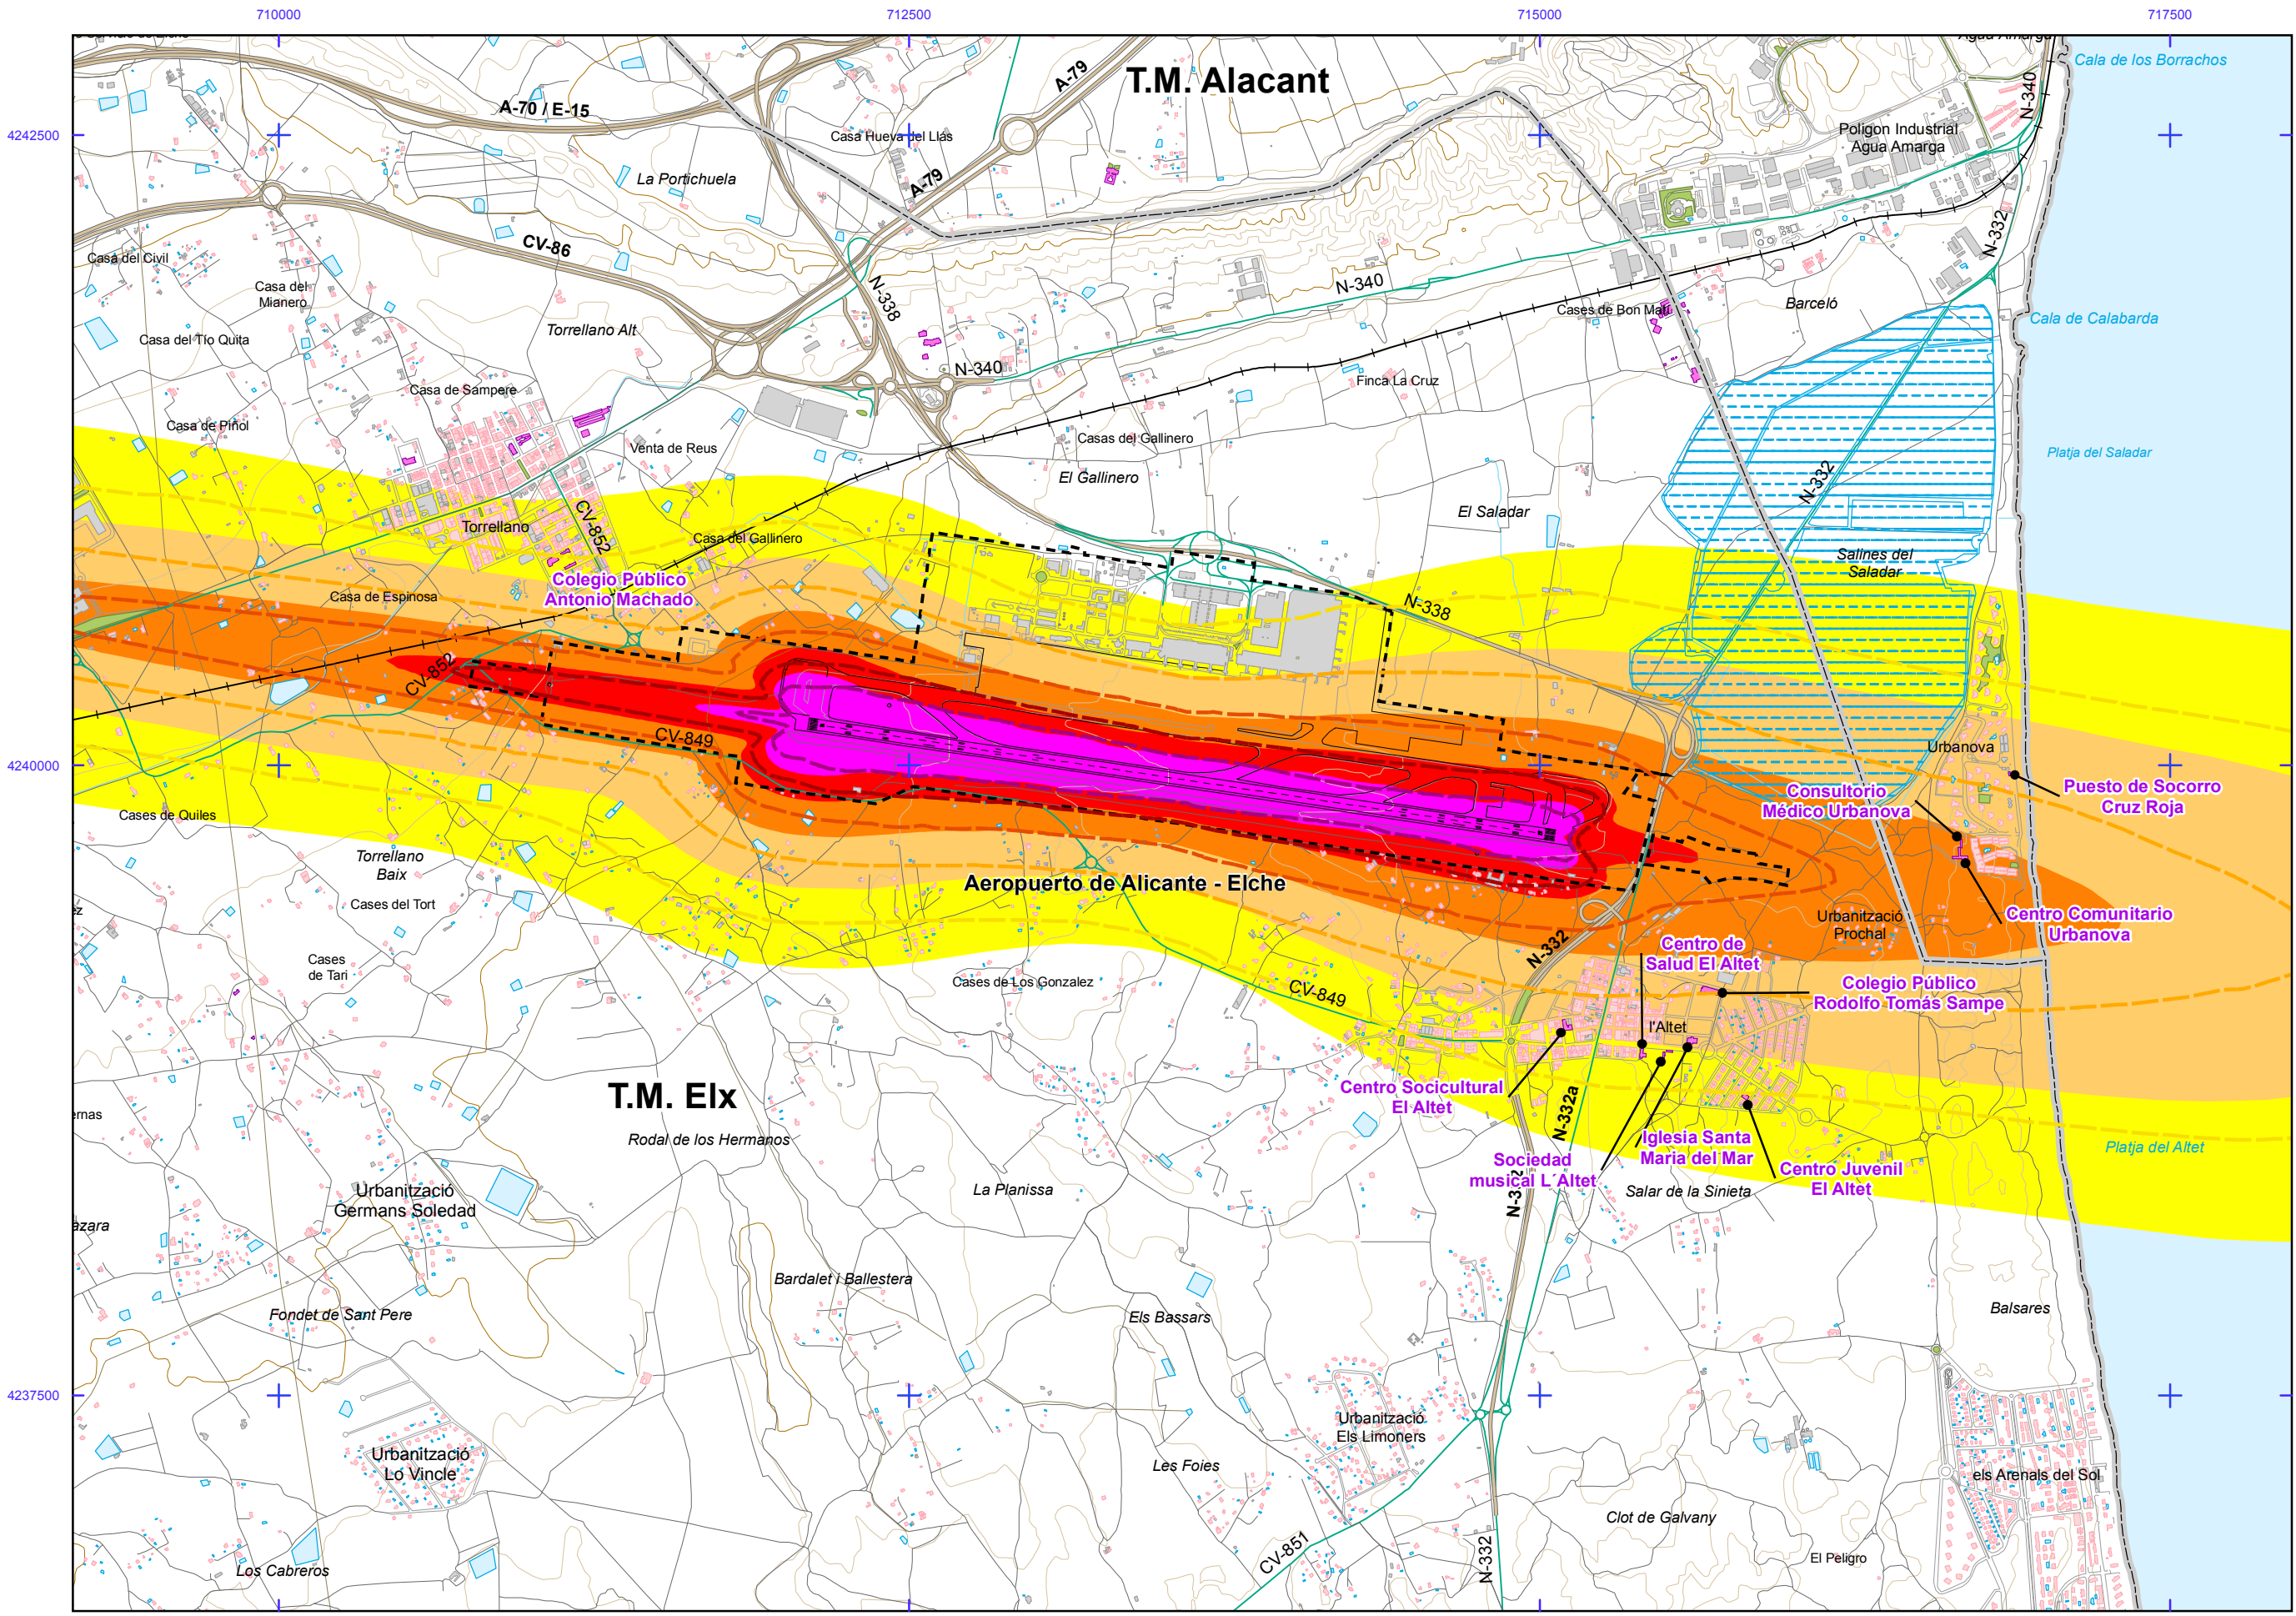 710000
712500
715000
717500
4242500
4240000
4237500
T.M. Alacant
Agua Amarga
Cala de los Borrachos
A-70 / E-15
A-79
N-340
Casa Hueva del Llás
Poligon Industrial
Agua Amarga
La Portichuela
A-79
CV-86
Casa del Civil
Casa del
Mianero
N-338
N-340
N-332
Cases de Bon Matí
Barceló
Cala de Calabarda
Casa del Tío Quita
Torrellano Alt
N-340
Finca La Cruz
Casa de Sampere
Casa de Piñol
Venta de Reus
Casas del Gallinero
El Gallinero
Platja del Saladar
N-332
El Saladar
Torrellano
CV-852
Casa del Gallinero
Salines del
Saladar
Colegio Público
Antonio Machado
Casa de Espinosa
N-338
CV-852
CV-849
Urbanova
Puesto de Socorro
Cruz Roja
Consultorio
Médico Urbanova
Cases de Quiles
Torrellano
Baix
Cases del Tort
Aeropuerto de Alicante - Elche
Centro Comunitario
Urbanova
Urbanització
Prochal
N-332
Centro de
Salud El Altet
Cases
de Tari
Cases de Los Gonzalez
CV-849
Colegio Público
Rodolfo Tomás Sampe
l'Altet
T.M. Elx
Centro Socicultural
El Altet
N-332a
Rodal de los Hermanos
Iglesia Santa
Maria del Mar
Platja del Altet
Sociedad
musical L´Altet
Centro Juvenil
El Altet
N-332
Urbanització
Germans Soledad
La Planissa
Salar de la Sinieta
Bardalet i Ballestera
Fondet de Sant Pere
Els Bassars
Balsares
Urbanització
Els Limoners
Urbanització
Lo Vincle
Les Foies
els Arenals del Sol
Clot de Galvany
CV-851
N-332
El Peligro
Los Cabreros